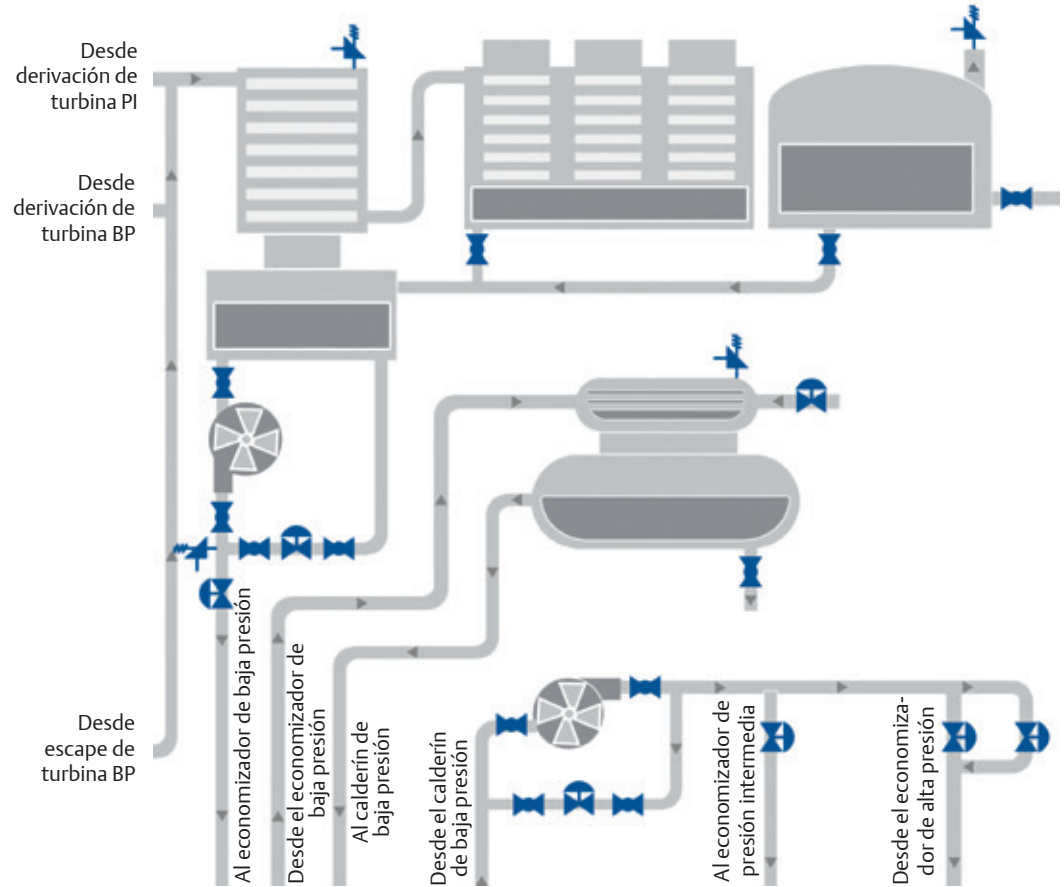 Desde
derivación de
turbina PI
Desde
derivación de
turbina BP
Desde
escape de
turbina BP
Al economizador de baja presión
Desde el economizador de
baja presión
Al calderín de
baja presión
Desde el calderín
de baja presión
Al economizador de
presión intermedia
Desde el economiza-
dor de alta presión